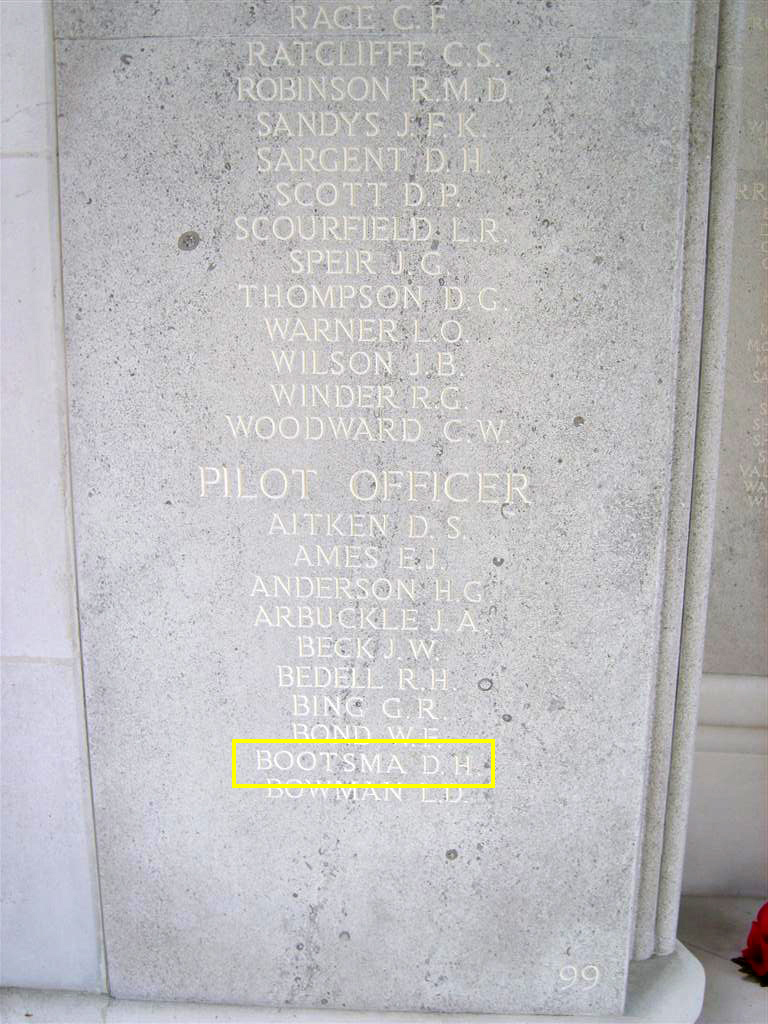 RACE C. F
RATCLIFFE C.S.
ROBINSON R.M.D.
SANDYS J.F.K.
SARGENT D.H.
SCOTT D.P.
SCOURFIELD L.R.
SPEIR J.G.
THOMPSON D.G.
WARNER L.O.
WILSON J.B.
WINDER R.G.
WOODWARD C.W.
PILOT OFFICER
AITKEN D.S.
AMES E.J.
ANDERSON H.G
ARBUCKLE J.A.
BECK J.W.
BEDELL R.H.
BING G.R.
BOND W.E.
BOOTSMA D.H.
BOWMAN L.D.
99